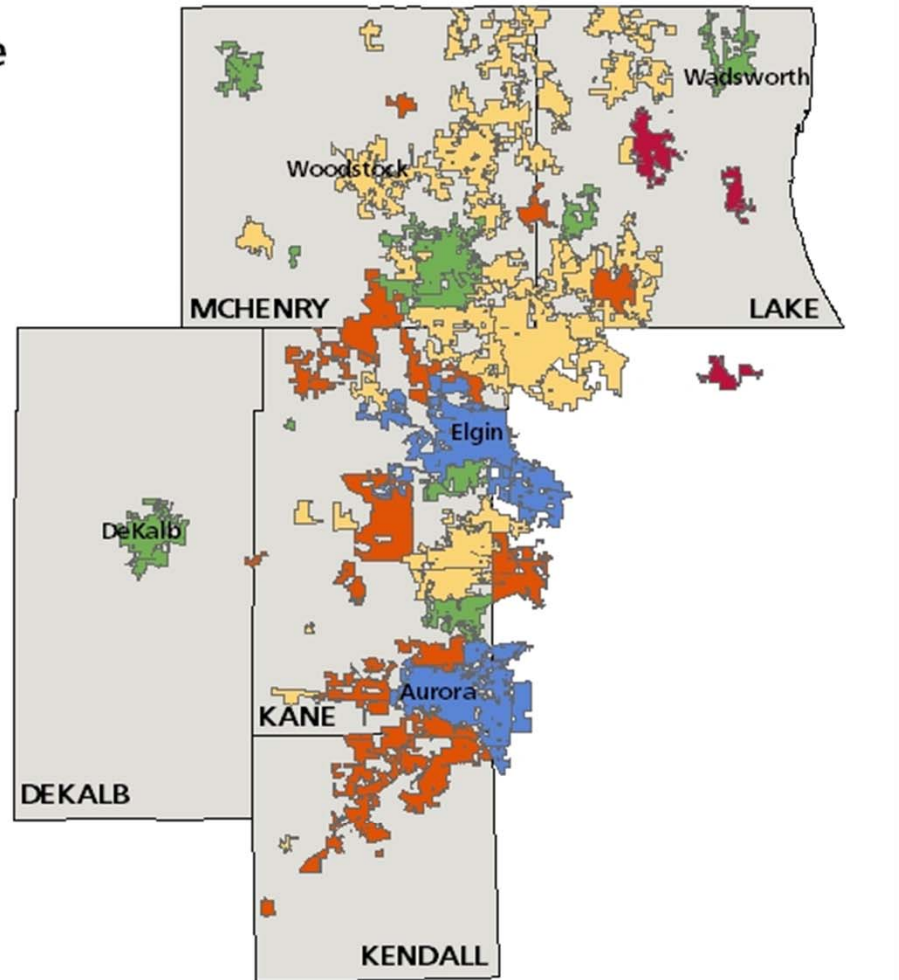 e
Wadsworth
Woodstock
MCHENRY
LAKE
Elgin
DeKalb
Aurora
KANE
DEKALB
KENDALL